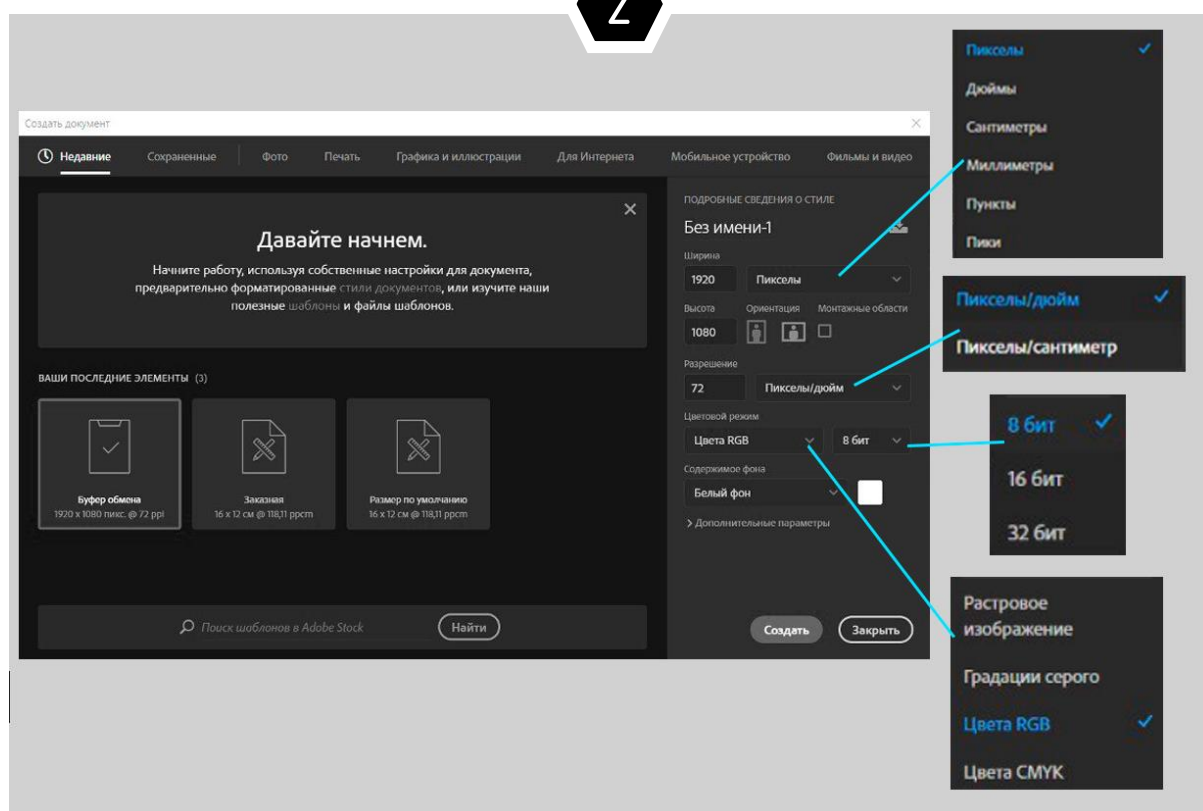 2
Создать документ
Недавние
Сохраненные
Фото
Печать
Графика и иллюстрации
Для Интернета
Мобильное устройство
Фильмы и видео
Давайте начнем.
Начните работу, используя собственные настройки для документа,
предварительно форматированные стили документов, или изучите наши
полезные шаблоны и файлы шаблонов.
ВАШИ ПОСЛЕДНИЕ ЭЛЕМЕНТЫ (3)
Буфер обмена
1920 x 1080 пикс. @ 72 ppi
Заказная
16 x 12 см @ 118,11 ppcm
Размер по умолчанию
16 x 12 см @ 118,11 ppcm
Поиск шаблонов в Adobe Stock
Найти
ПОДРОБНЫЕ СВЕДЕНИЯ О СТИЛЕ
Без имени-1
Ширина
1920
Пикселы
Высота
Ориентация
Монтажные области
1080
Разрешение
72
Пикселы/дюйм
Цветовой режим
Цвета RGB
8 бит
Содержимое фона
Белый фон
Дополнительные параметры
Создать
Закрыть
Пикселы
Дюймы
Сантиметры
Миллиметры
Пункты
Пики
Пикселы/дюйм
Пикселы/сантиметр
8 бит
16 бит
32 бит
Растровое
изображение
Градации серого
Цвета RGB
Цвета CMYK